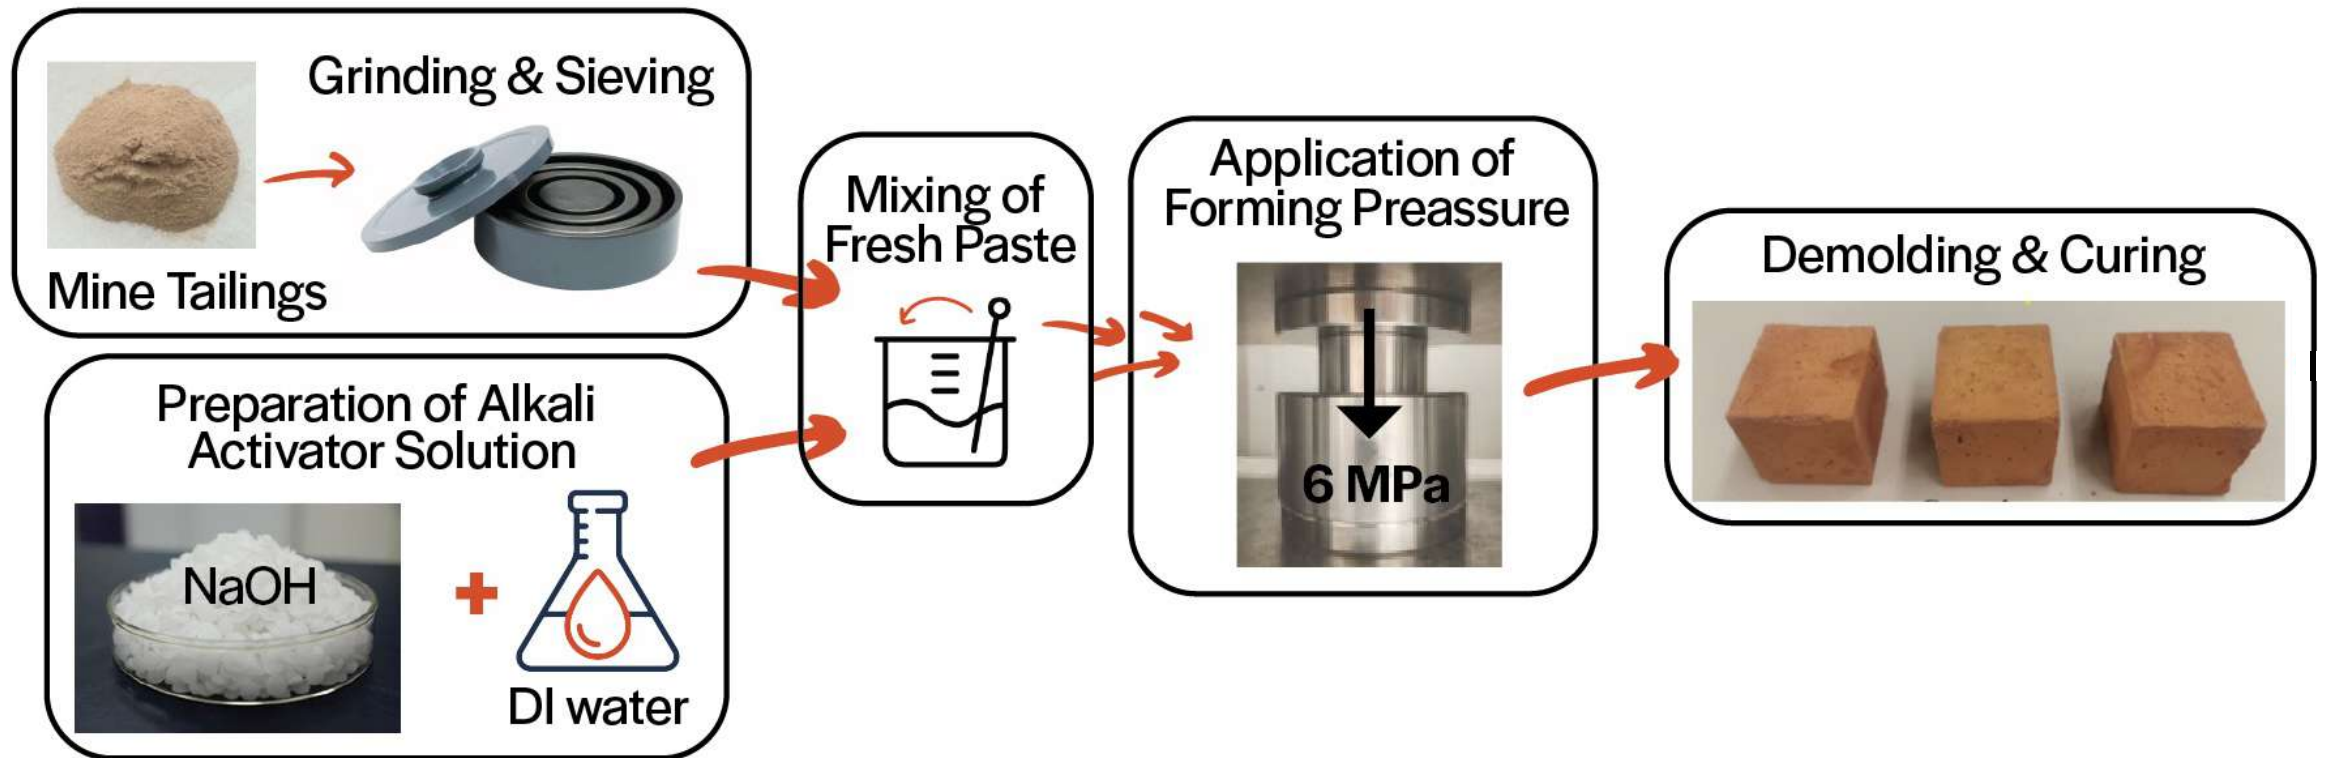 Grinding & Sieving
Mine Tailings
Preparation of Alkali
Activator Solution
NaOH
DI water
Mixing of
Fresh Paste
Application of
Forming Preassure
6 MPa
Demolding & Curing